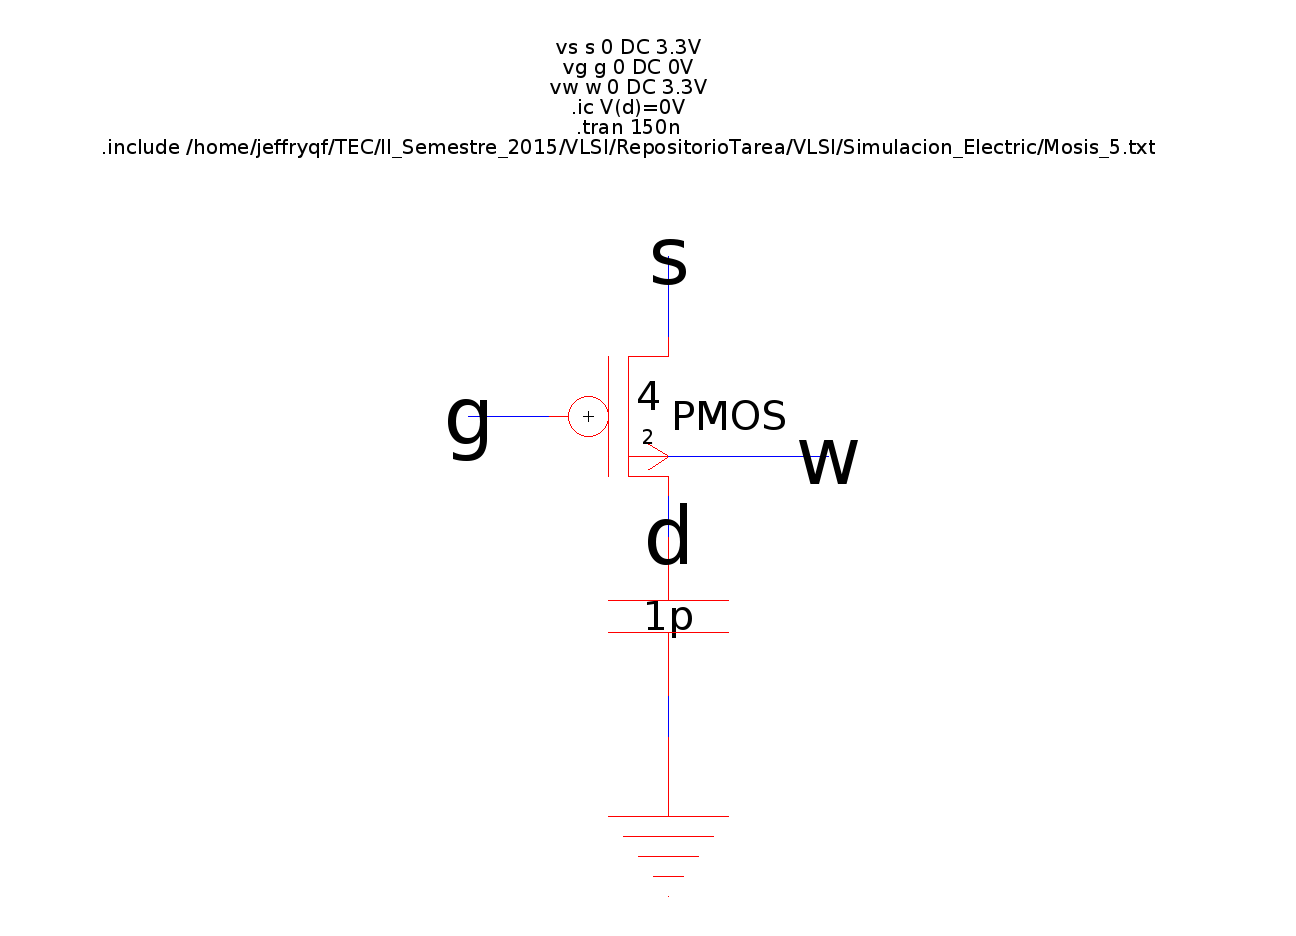 vs s 0 DC 3.3V
vg g 0 DC 0V
vw w 0 DC 3.3V
.ic V(d)=0V
.tran 150n
.include /home/jeffryqf/TEC/II_Semestre_2015/VLSI/RepositorioTarea/VLSI/Simulacion_Electric/Mosis_5.txt
s
4
g
PMOS
2
w
d
1p